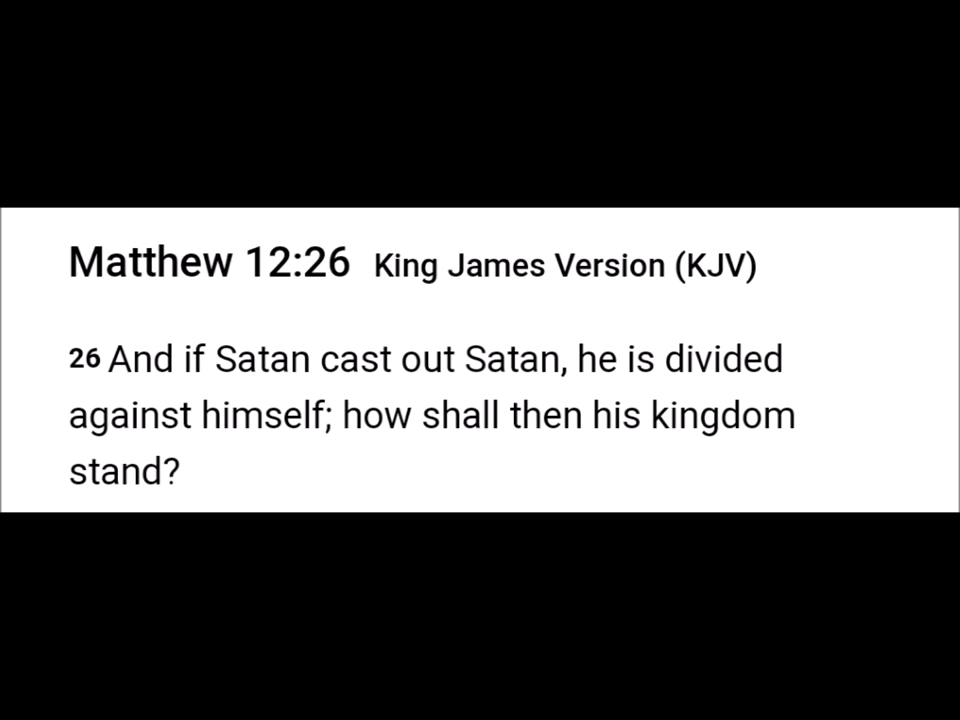 Matthew 12:26 King James Version (KJV)
26 And if Satan cast out Satan, he is divided
against himself; how shall then his kingdom
stand?